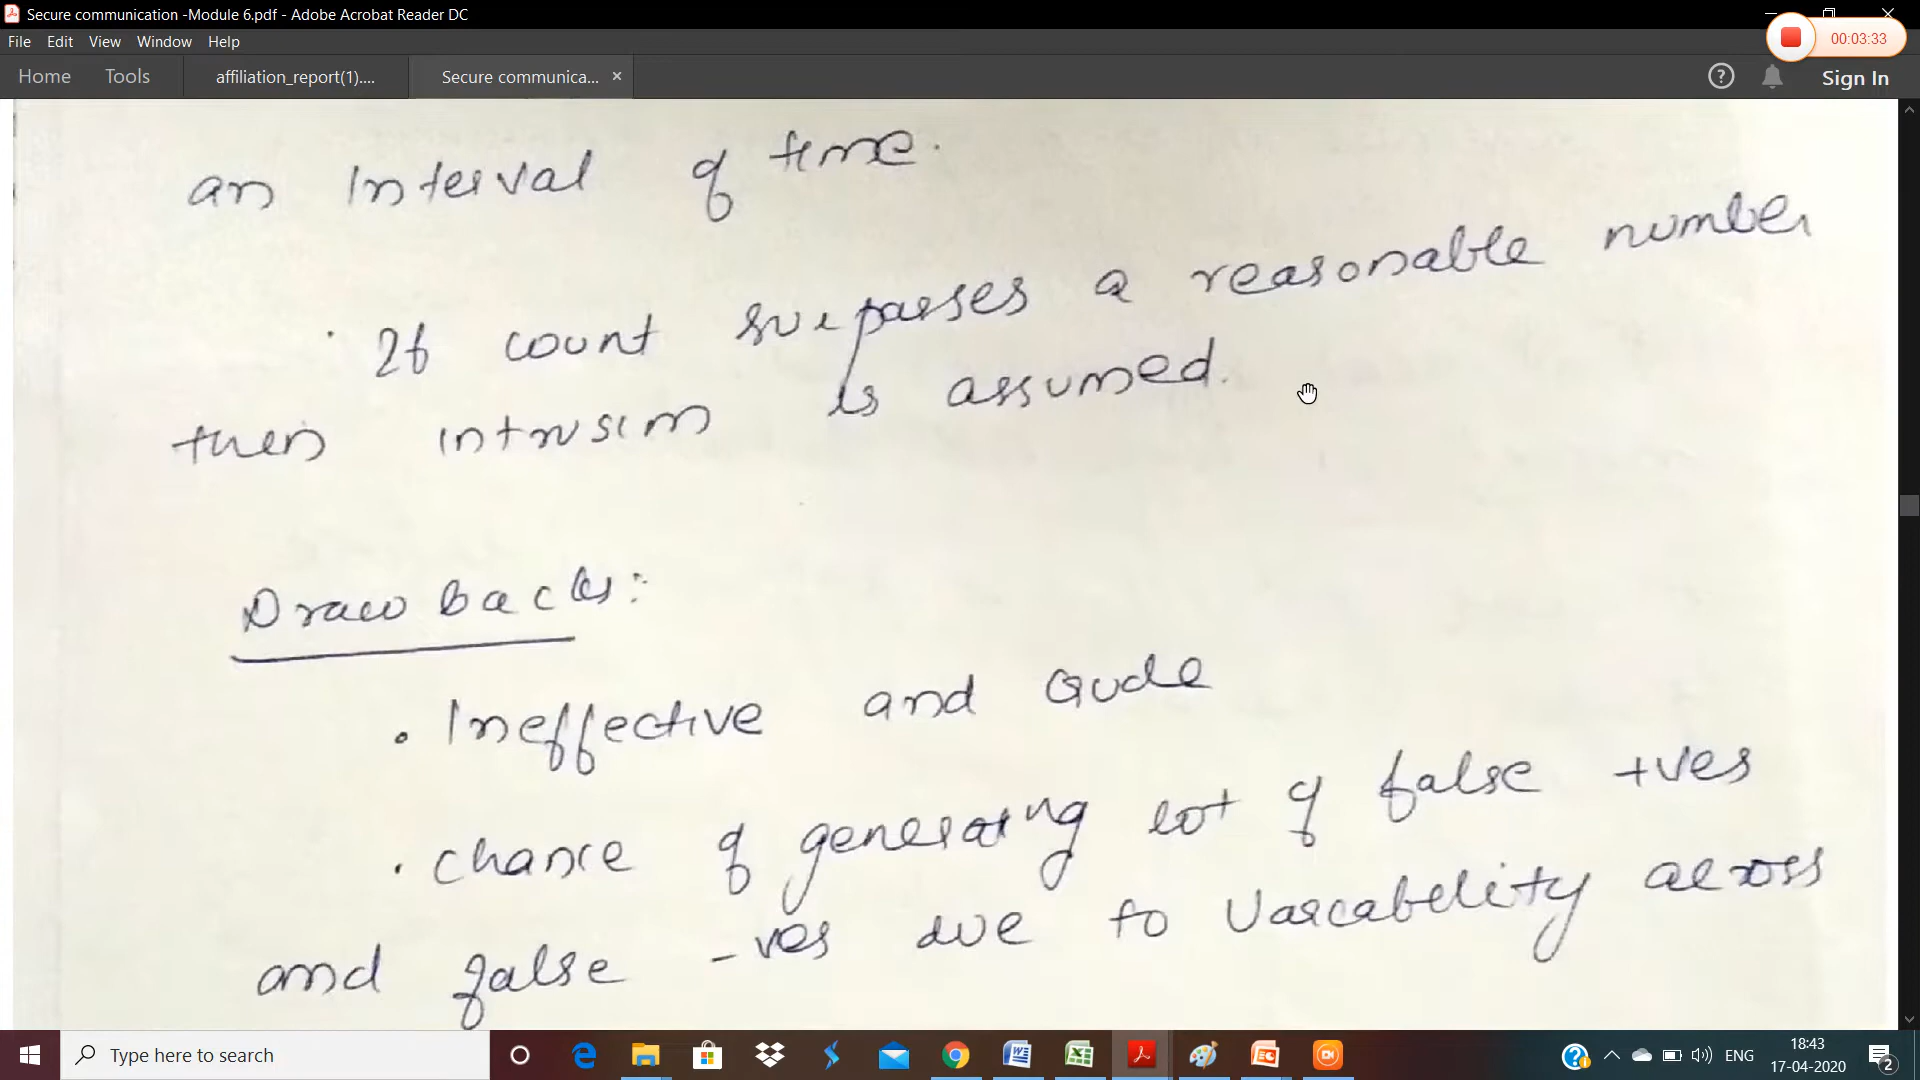 Secure communication -Module 6.pdf - Adobe Acrobat Reader DC
00:03:33
File Edit View Window Help
Home Tools affiliation_report(1).... Secure communica... × Sign In
an Interval of time.
· If count surpasses a reasonable number
then intrusion is assumed.
Drawbacks:
· Ineffective and Crude
· chance of generating lot of false +ves
and false -ves due to Variability across
Type here to search
ENG
18:43
17-04-2020
2